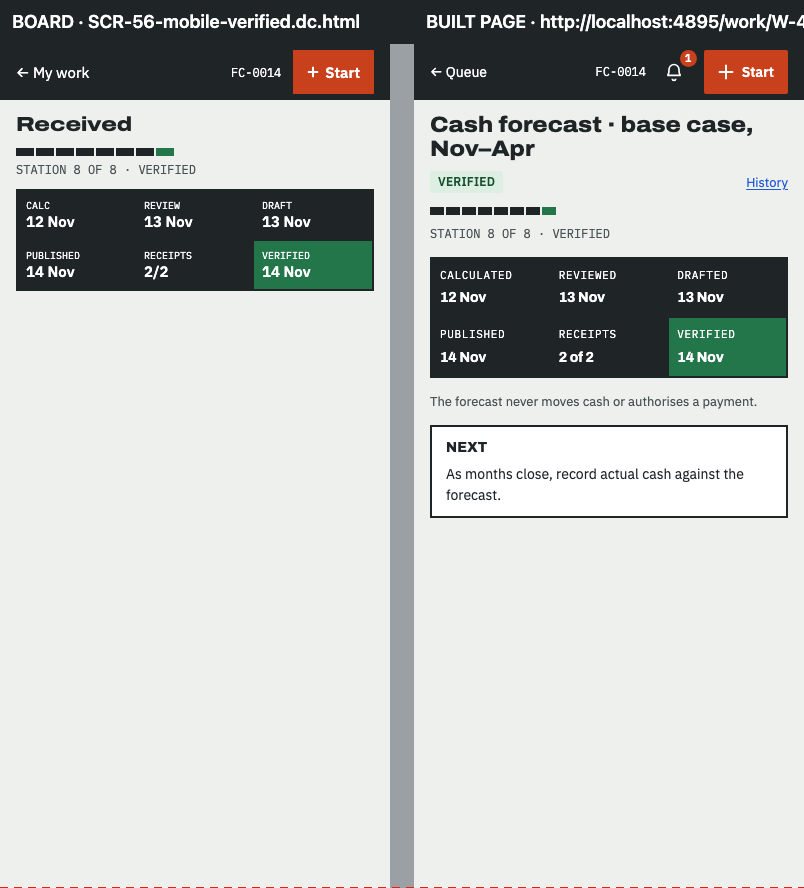 BOARD · SCR-56-mobile-verified.dc.html
← My work
FC-0014
+ Start
Received
STATION 8 OF 8 · VERIFIED
CALC
REVIEW
DRAFT
12 Nov
13 Nov
13 Nov
PUBLISHED
RECEIPTS
VERIFIED
14 Nov
2/2
14 Nov
BUILT PAGE · http://localhost:4895/work/W-4
← Queue
FC-0014
1
+ Start
Cash forecast · base case,
Nov–Apr
VERIFIED
History
STATION 8 OF 8 · VERIFIED
CALCULATED
REVIEWED
DRAFTED
12 Nov
13 Nov
13 Nov
PUBLISHED
RECEIPTS
VERIFIED
14 Nov
2 of 2
14 Nov
The forecast never moves cash or authorises a payment.
NEXT
As months close, record actual cash against the
forecast.